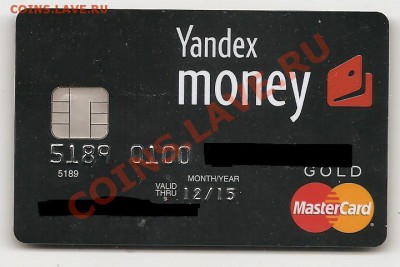 COINS.LAVE.RU
Yandex
money
COINS.LAVE.RU
5189 0100
5189
MONTH/YEAR
VALID THRU 12/15
GOLD
MasterCard